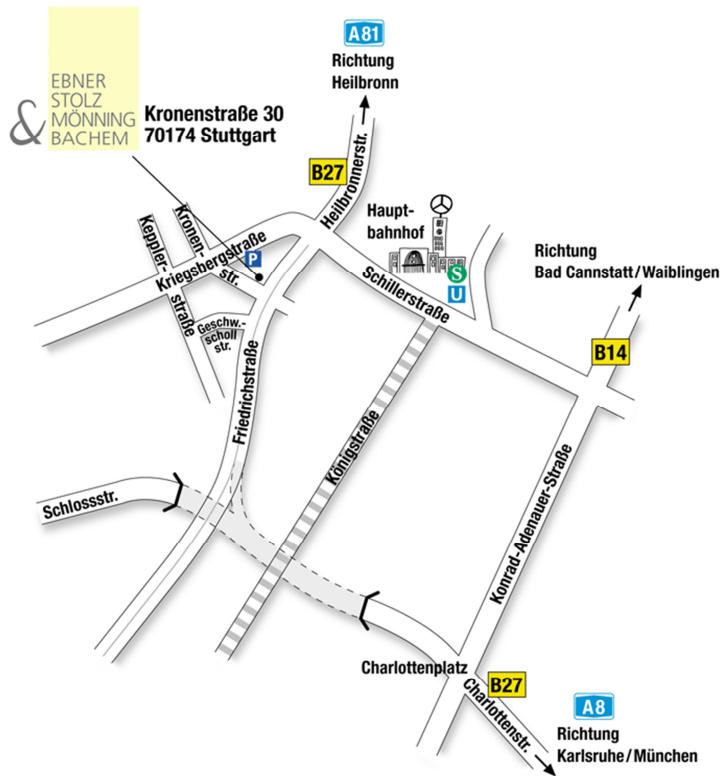 A81
Richtung
Heilbronn
EBNER
STOLZ
MÖNNING
& BACHEM
Kronenstraße 30
70174 Stuttgart
B27
Heilbronnerstr.
Haupt-
bahnhof
Kronen-
str.
Keppler-
straße
Kriegsbergstraße
P
S
U
Schillerstraße
Richtung
Bad Cannstatt/Waiblingen
B14
Geschw.-
scholl
str.
Friedrichstraße
Königstraße
Konrad-Adenauer-Straße
Schlossstr.
Charlottenplatz
B27
Charlottenstr.
A8
Richtung
Karlsruhe/München